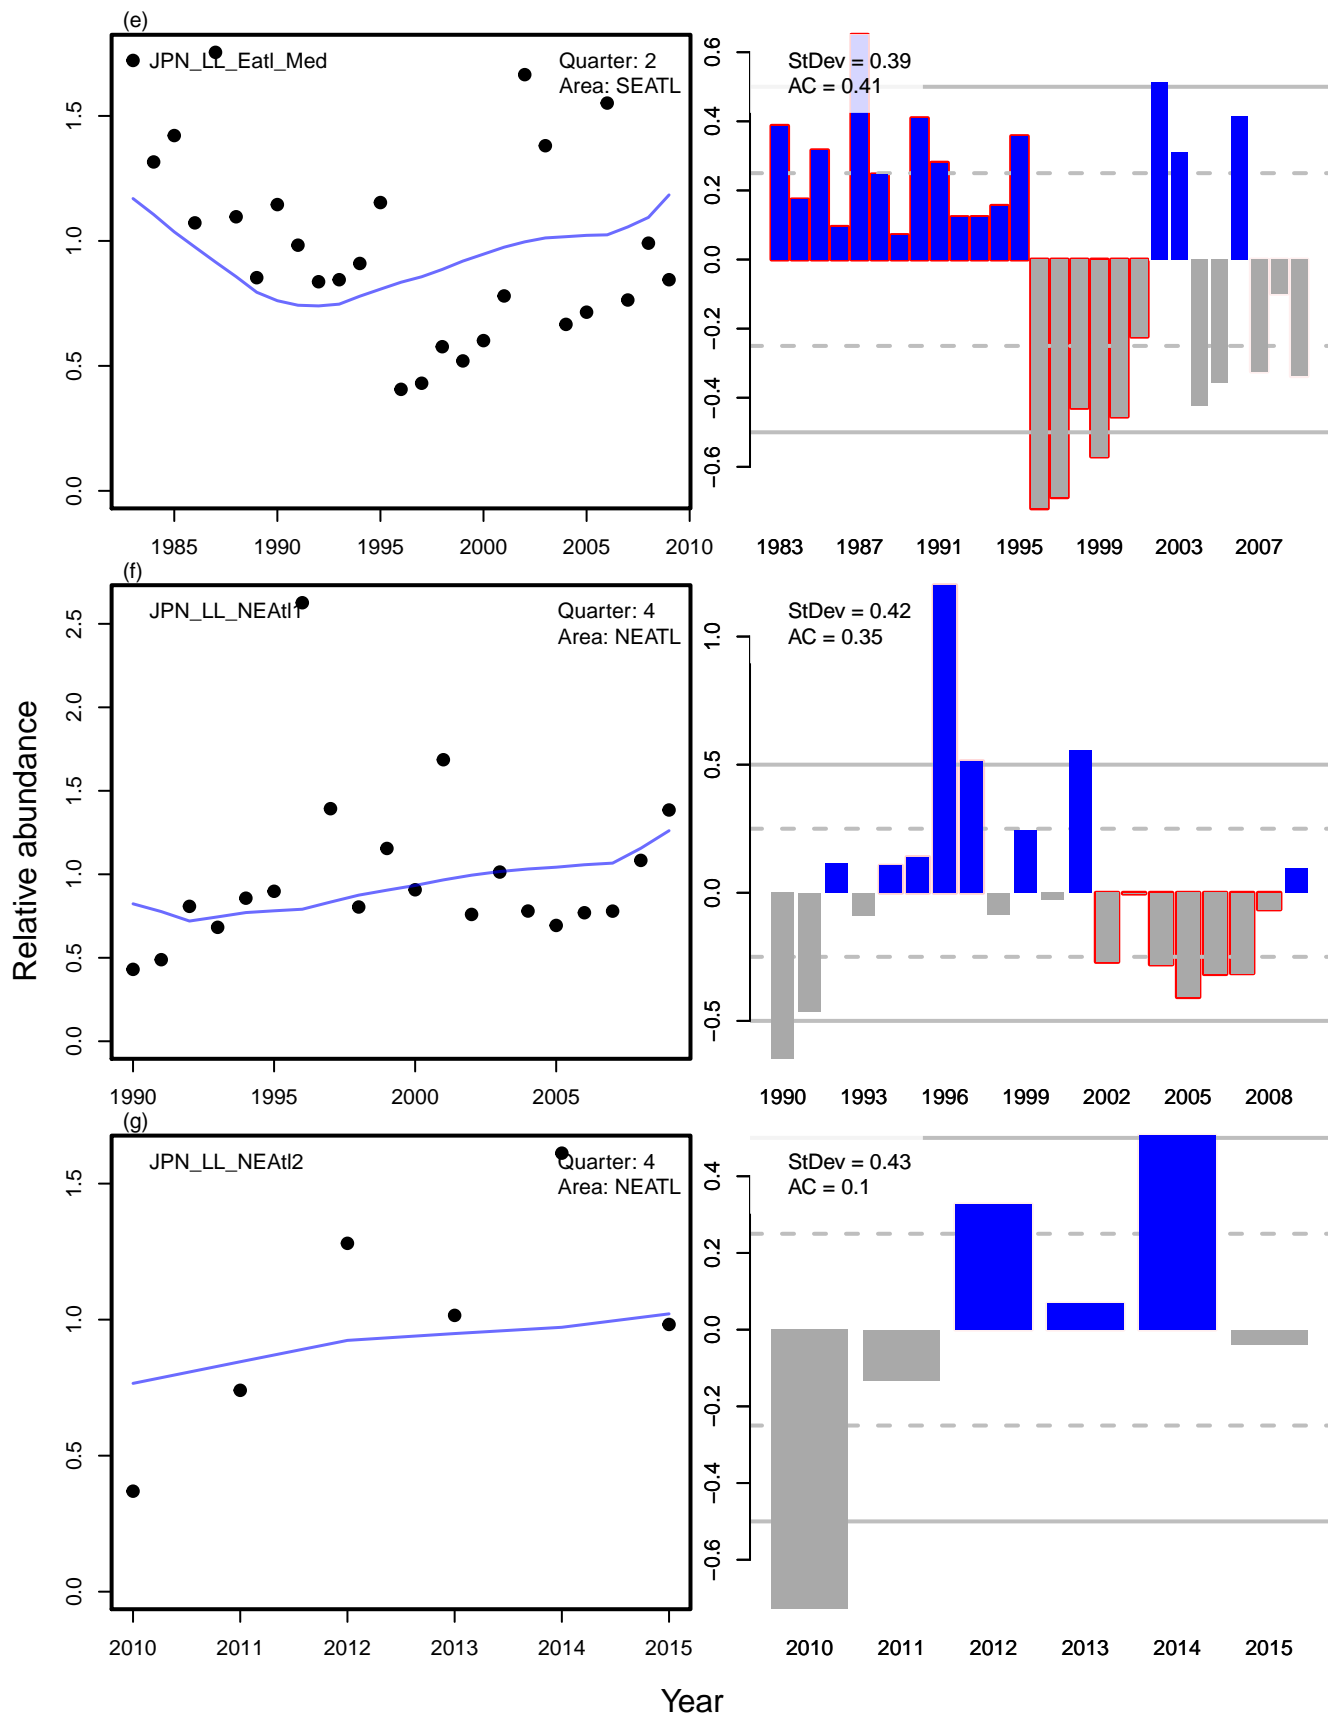 (e)
JPN_LL_Eatl_Med
Quarter: 2
Area: SEATL
StDev = 0.39
AC = 0.41
0.0 0.5 1.0 1.5
1985 1990 1995 2000 2005 2010
−0.6 −0.4 −0.2 0.0 0.2 0.4 0.6
1983 1987 1991 1995 1999 2003 2007
(f)
JPN_LL_NEAtl1
Quarter: 4
Area: NEATL
StDev = 0.42
AC = 0.35
0.0 0.5 1.0 1.5 2.0 2.5
1990 1995 2000 2005
−0.5 0.0 0.5 1.0
1990 1993 1996 1999 2002 2005 2008
(g)
JPN_LL_NEAtl2
Quarter: 4
Area: NEATL
StDev = 0.43
AC = 0.1
0.0 0.5 1.0 1.5
2010 2011 2012 2013 2014 2015
−0.6 −0.4 −0.2 0.0 0.2 0.4
2010 2011 2012 2013 2014 2015
Relative abundance
Year